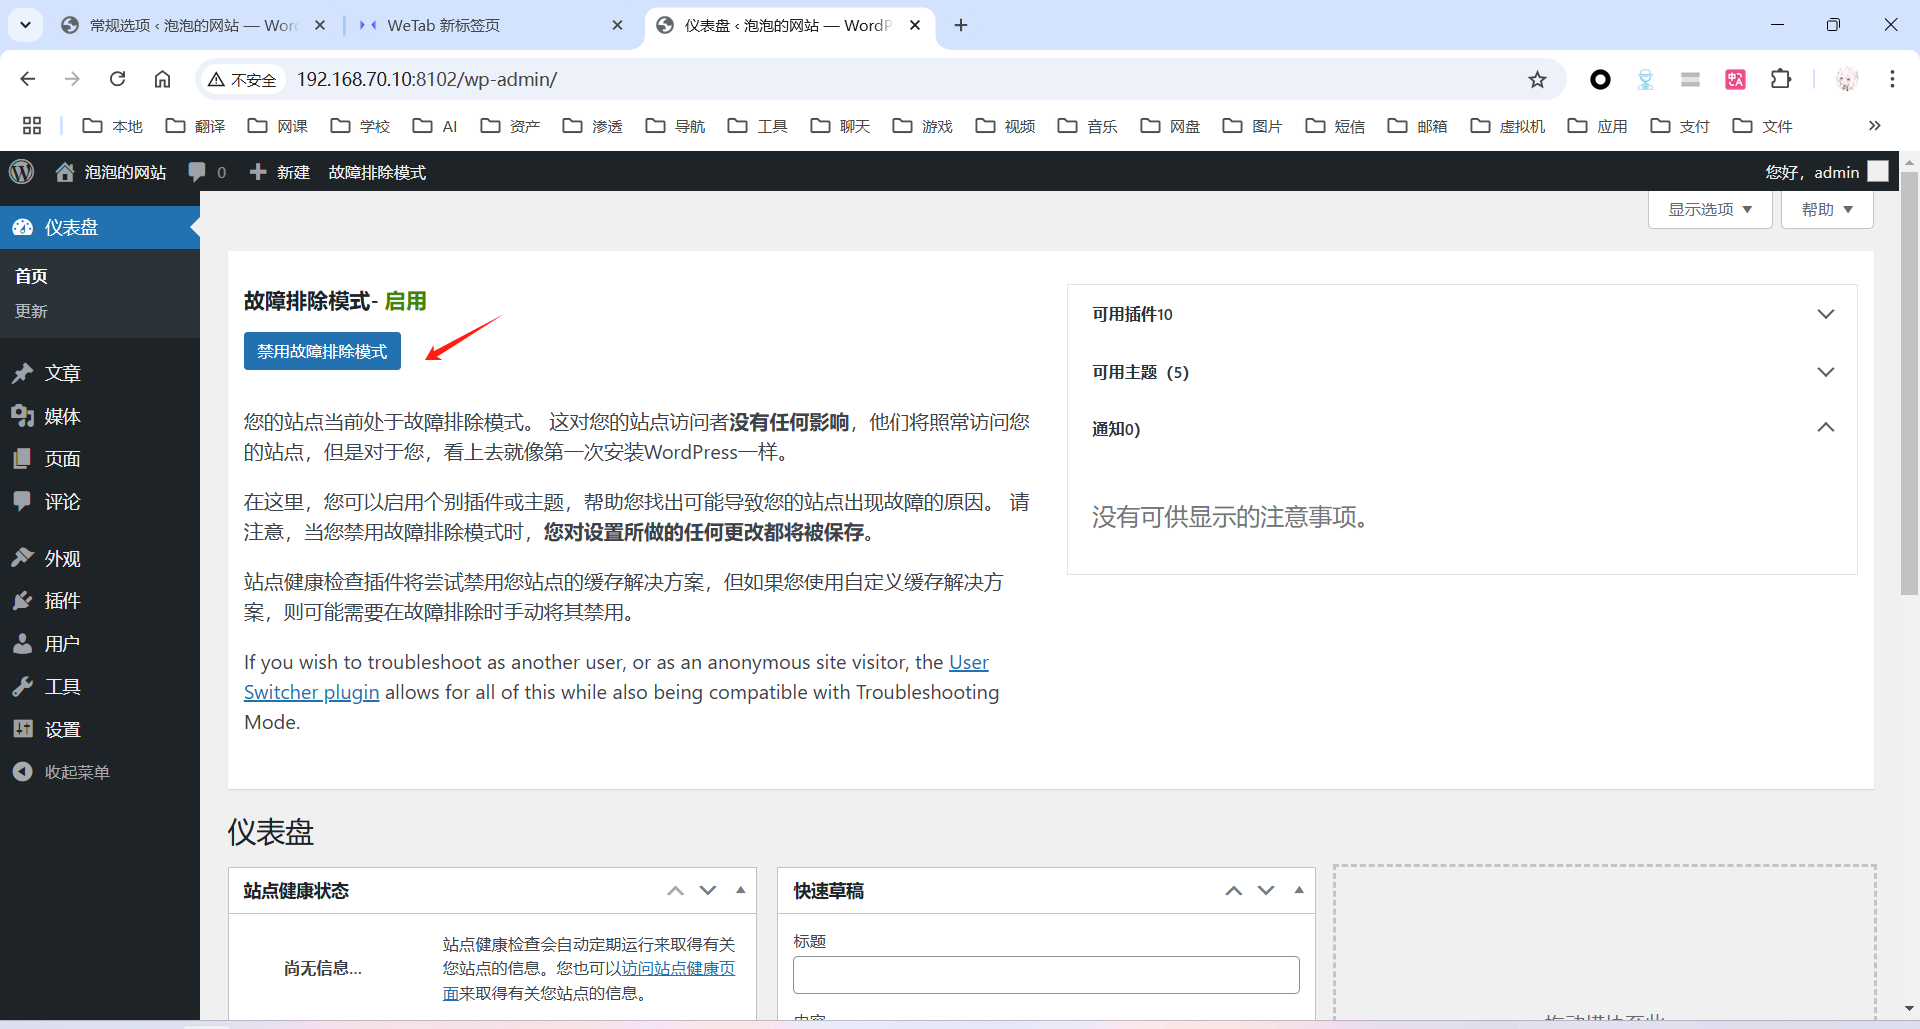 常规选项 ‹ 泡泡的网站 — Wor
WeTab 新标签页
仪表盘 ‹ 泡泡的网站 — WordP
不安全
192.168.70.10:8102/wp-admin/
本地
翻译
网课
学校
AI
资产
渗透
导航
工具
聊天
游戏
视频
音乐
网盘
图片
短信
邮箱
虚拟机
应用
支付
文件
泡泡的网站
0
新建
故障排除模式
您好，admin
仪表盘
首页
更新
文章
媒体
页面
评论
外观
插件
用户
工具
设置
收起菜单
显示选项
帮助
故障排除模式- 启用
禁用故障排除模式
您的站点当前处于故障排除模式。 这对您的站点访问者没有任何影响，他们将照常访问您
的站点，但是对于您，看上去就像第一次安装WordPress一样。
在这里，您可以启用个别插件或主题，帮助您找出可能导致您的站点出现故障的原因。 请
注意，当您禁用故障排除模式时，您对设置所做的任何更改都将被保存。
站点健康检查插件将尝试禁用您站点的缓存解决方案，但如果您使用自定义缓存解决方
案，则可能需要在故障排除时手动将其禁用。
If you wish to troubleshoot as another user, or as an anonymous site visitor, the User
Switcher plugin allows for all of this while also being compatible with Troubleshooting
Mode.
可用插件10
可用主题（5）
通知0)
没有可供显示的注意事项。
仪表盘
站点健康状态
尚无信息...
站点健康检查会自动定期运行来取得有关
您站点的信息。您也可以访问站点健康页
面来取得有关您站点的信息。
快速草稿
标题
内容